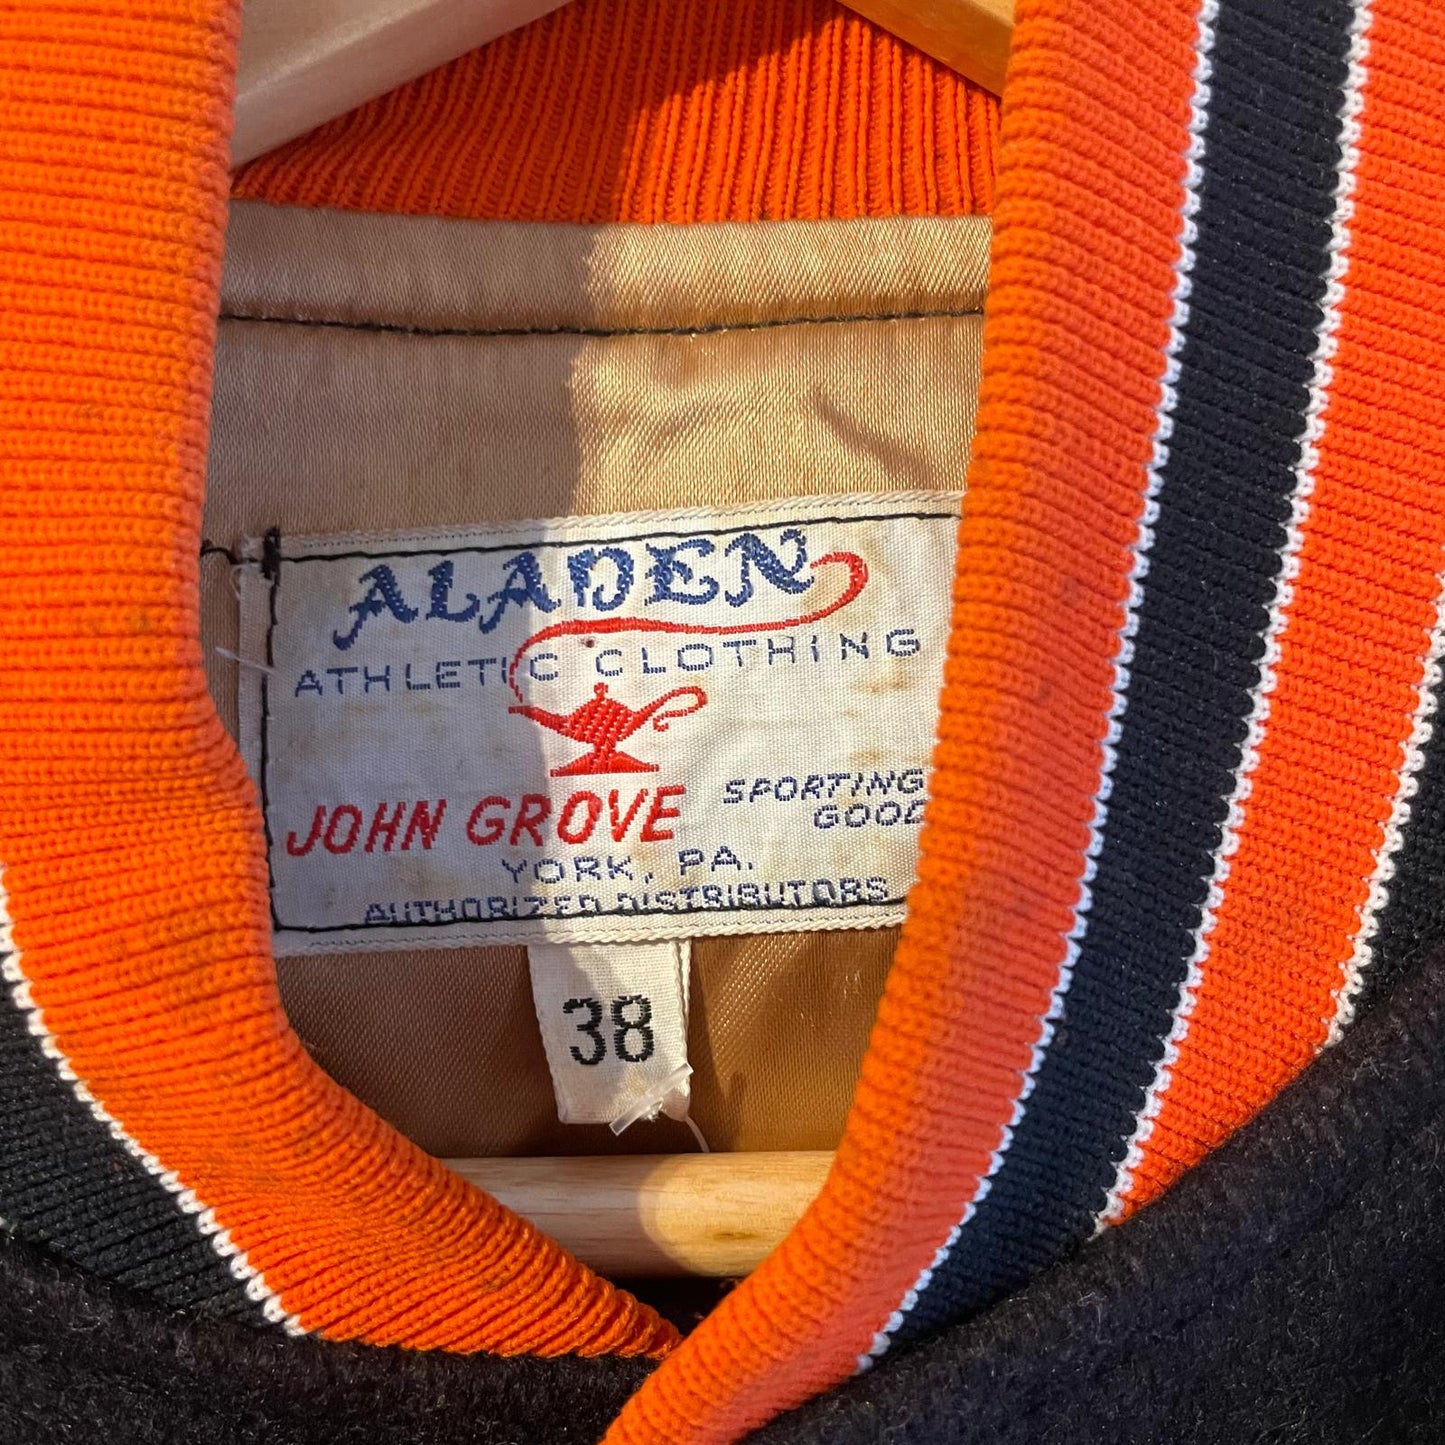 ALADEN
ATHLETIC CLOTHING
JOHN GROVE SPORTING GOOD
YORK, PA.
AUTHORIZED DISTRIBUTORS
38